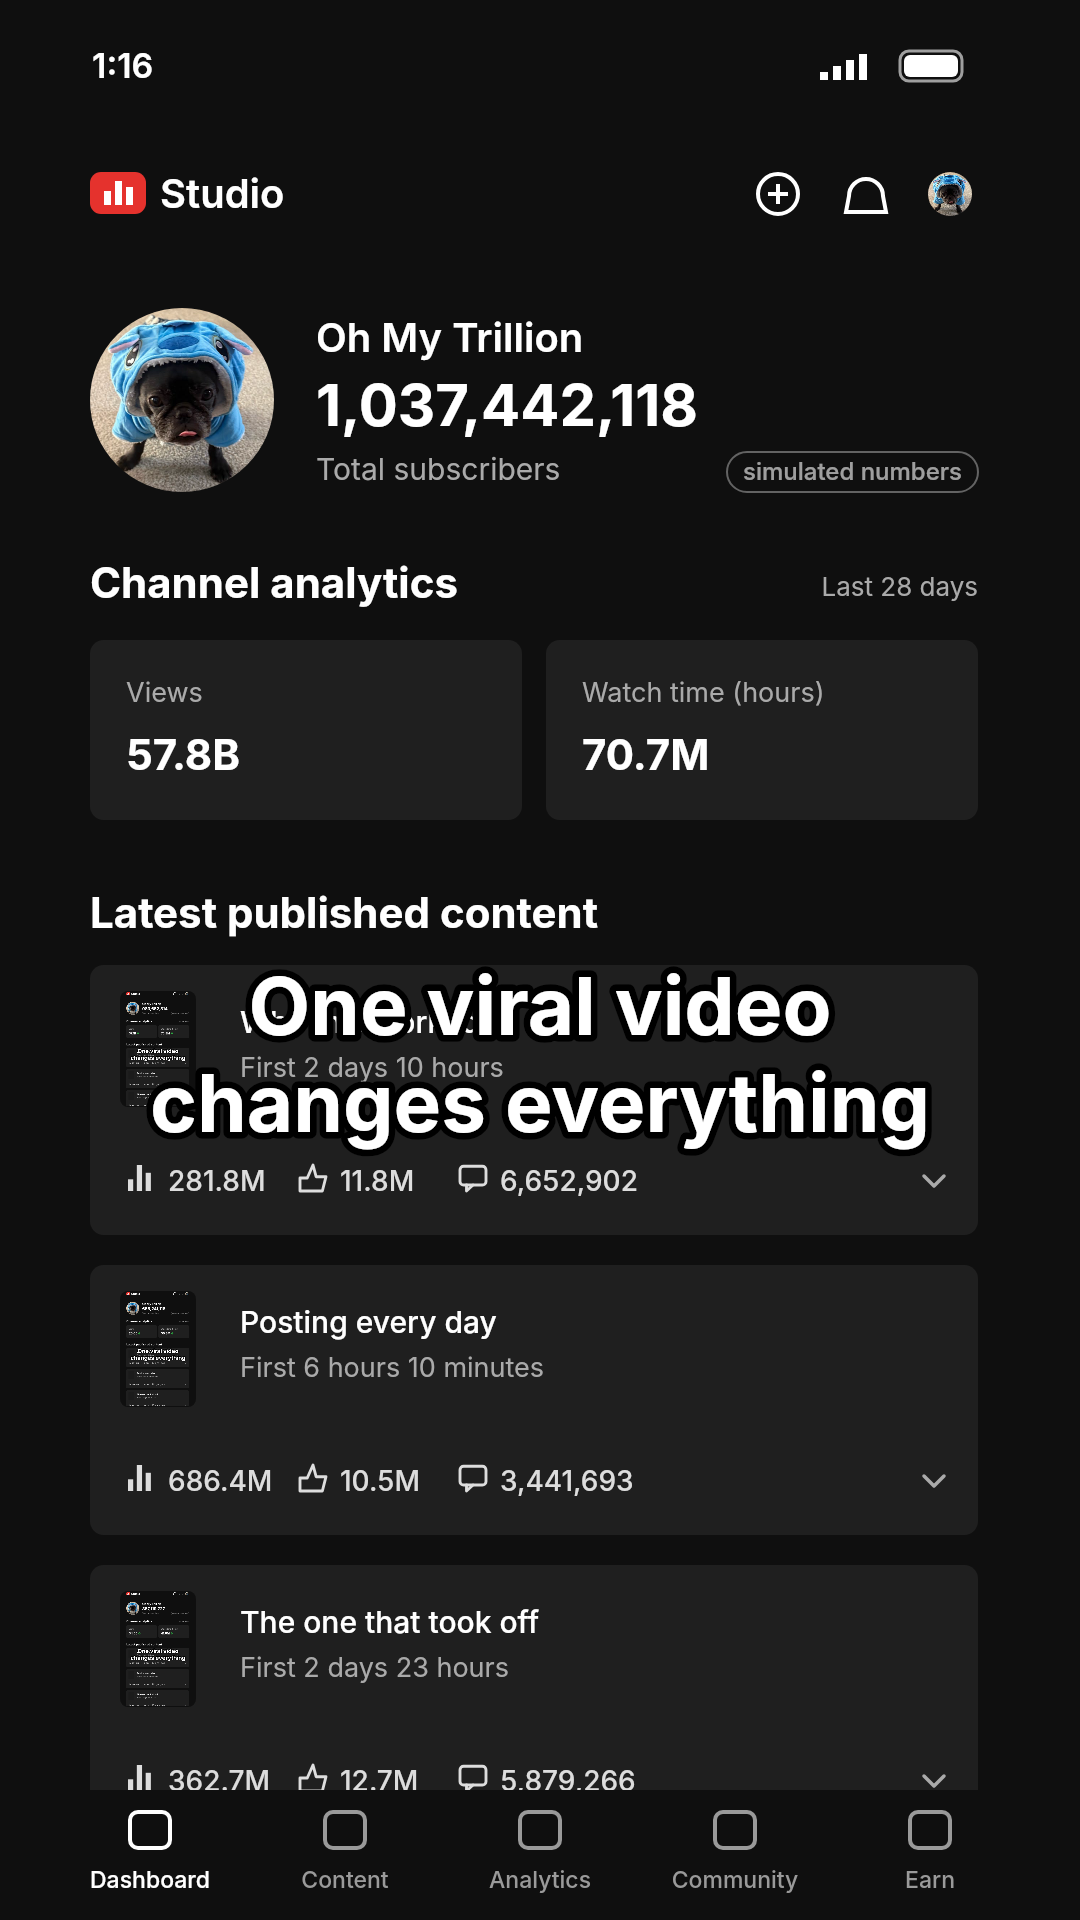 1:16
Studio
Oh My Trillion
1,037,442,118
Total subscribers
simulated numbers
Channel analytics
Last 28 days
Views
57.8B
Watch time (hours)
70.7M
Latest published content
One viral video
First 2 days 10 hours
changes everything
281.8M 11.8M 6,652,902
Posting every day
First 6 hours 10 minutes
686.4M 10.5M 3,441,693
The one that took off
First 2 days 23 hours
362.7M 12.7M 5,879,266
Dashboard Content Analytics Community Earn